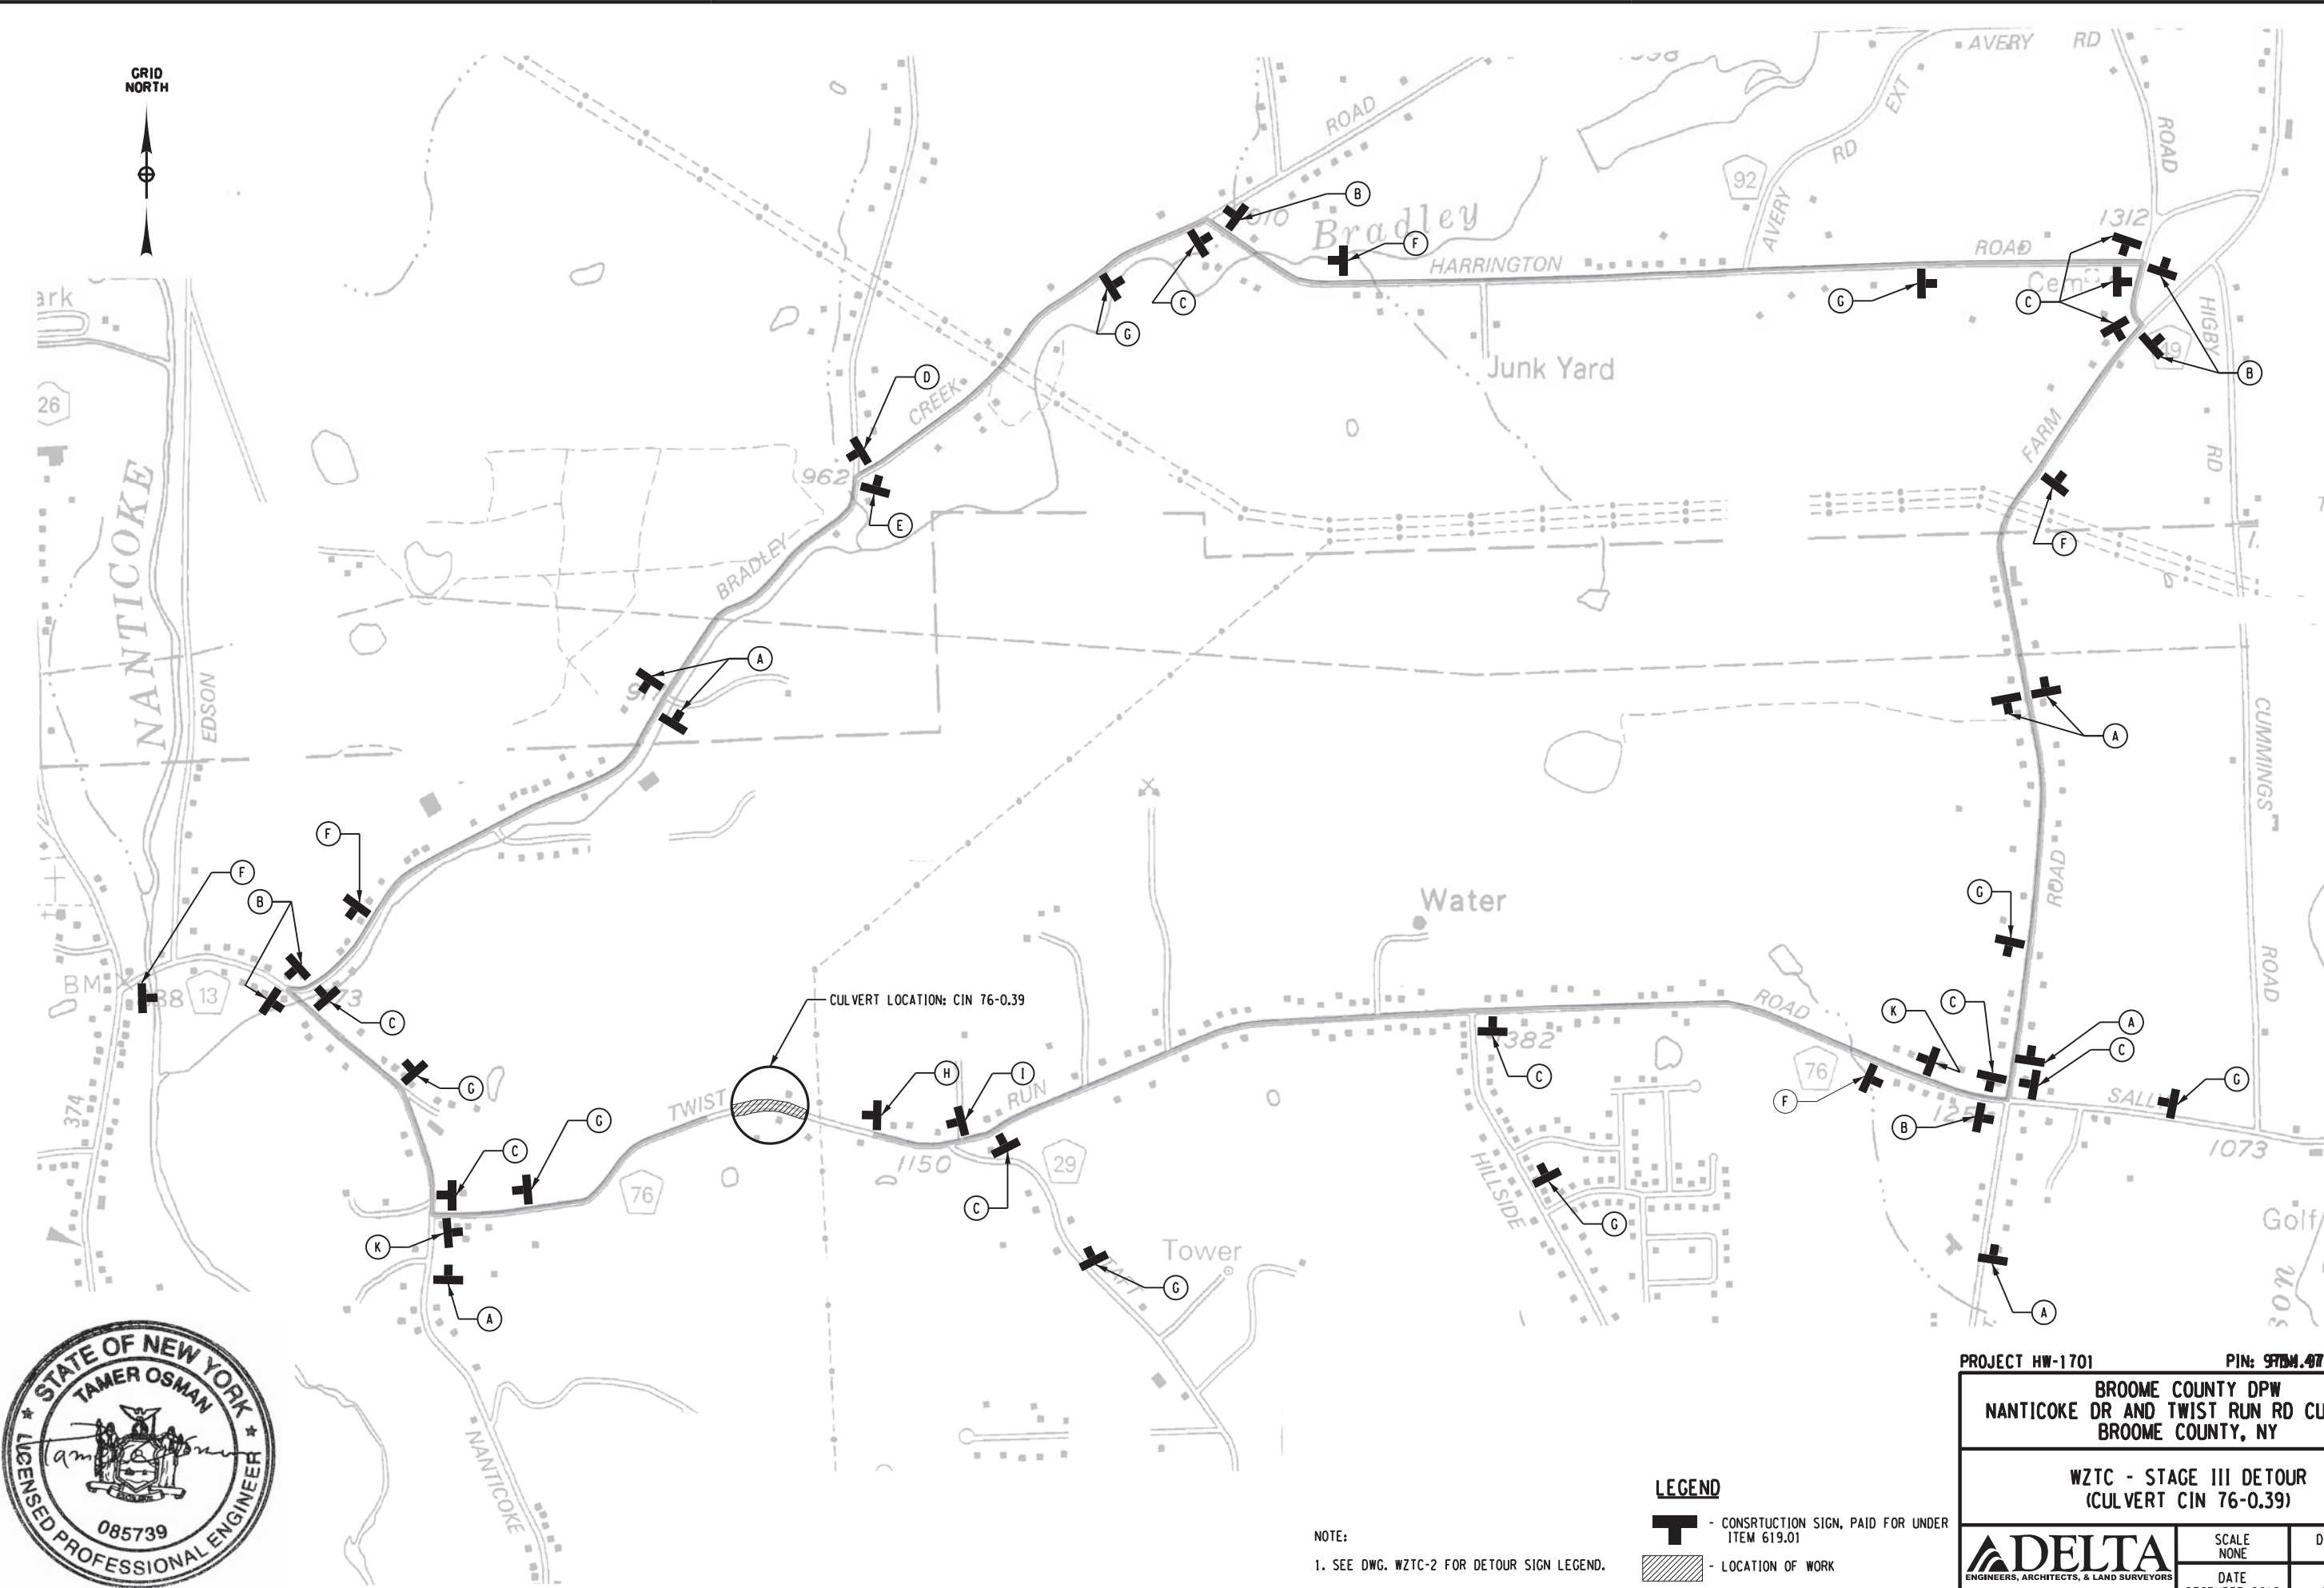 GRID
NORTH
AVERY RD
ROAD
EXT
RD
ROAD
92
AVERY
B
Bradley
F
1312
ROAD
HARRINGTON
Cem
G
C
C
G
HIGBY
B
Junk Yard
ark
26
D
CREEK
962
E
FARM
RD
F
NANTICOKE
BRADLEY
A
EDSON
A
CUMMINGS
F
F
B
ROAD
G
Water
BM
13
C
CULVERT LOCATION: CIN 76-0.39
ROAD
K
C
A
C
ROAD
G
TWIST
H
I
RUN
C
76
F
B
SALL
G
1073
374
G
C
76
1150
29
C
HILLSIDE
G
K
A
Tower
TAFT
G
Golf
A
NANTICOKE
STATE OF NEW YORK
TAMER OSMAN
085739
LICENSED PROFESSIONAL ENGINEER
PROJECT HW-1701 PIN:
BROOME COUNTY DPW
NANTICOKE DR AND TWIST RUN RD CU
BROOME COUNTY, NY
WZTC - STAGE III DETOUR
(CULVERT CIN 76-0.39)
LEGEND
- CONSRTUCTION SIGN, PAID FOR UNDER
ITEM 619.01
- LOCATION OF WORK
NOTE:
1. SEE DWG. WZTC-2 FOR DETOUR SIGN LEGEND.
DELTA
ENGINEERS, ARCHITECTS, & LAND SURVEYORS
SCALE
NONE
DATE